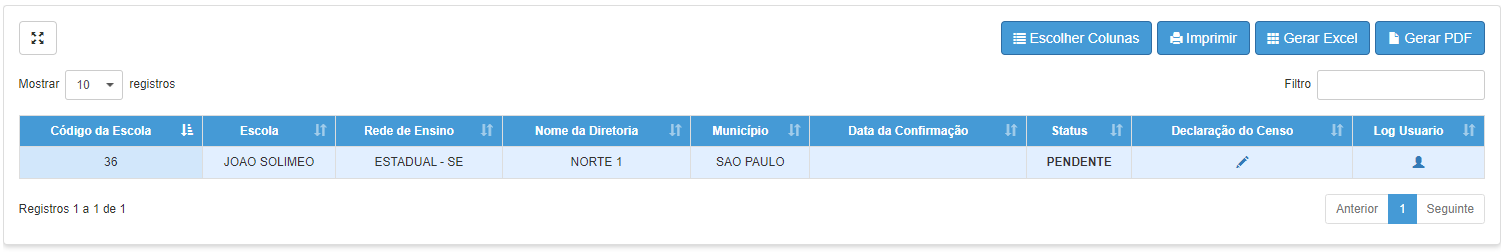 Escolher Colunas Imprimir Gerar Excel Gerar PDF
Mostrar 10 registros Filtro
Código da Escola Escola Rede de Ensino Nome da Diretoria Município Data da Confirmação Status Declaração do Censo Log Usuario
36 JOAO SOLIMEO ESTADUAL - SE NORTE 1 SAO PAULO PENDENTE
Registros 1 a 1 de 1 Anterior 1 Seguinte